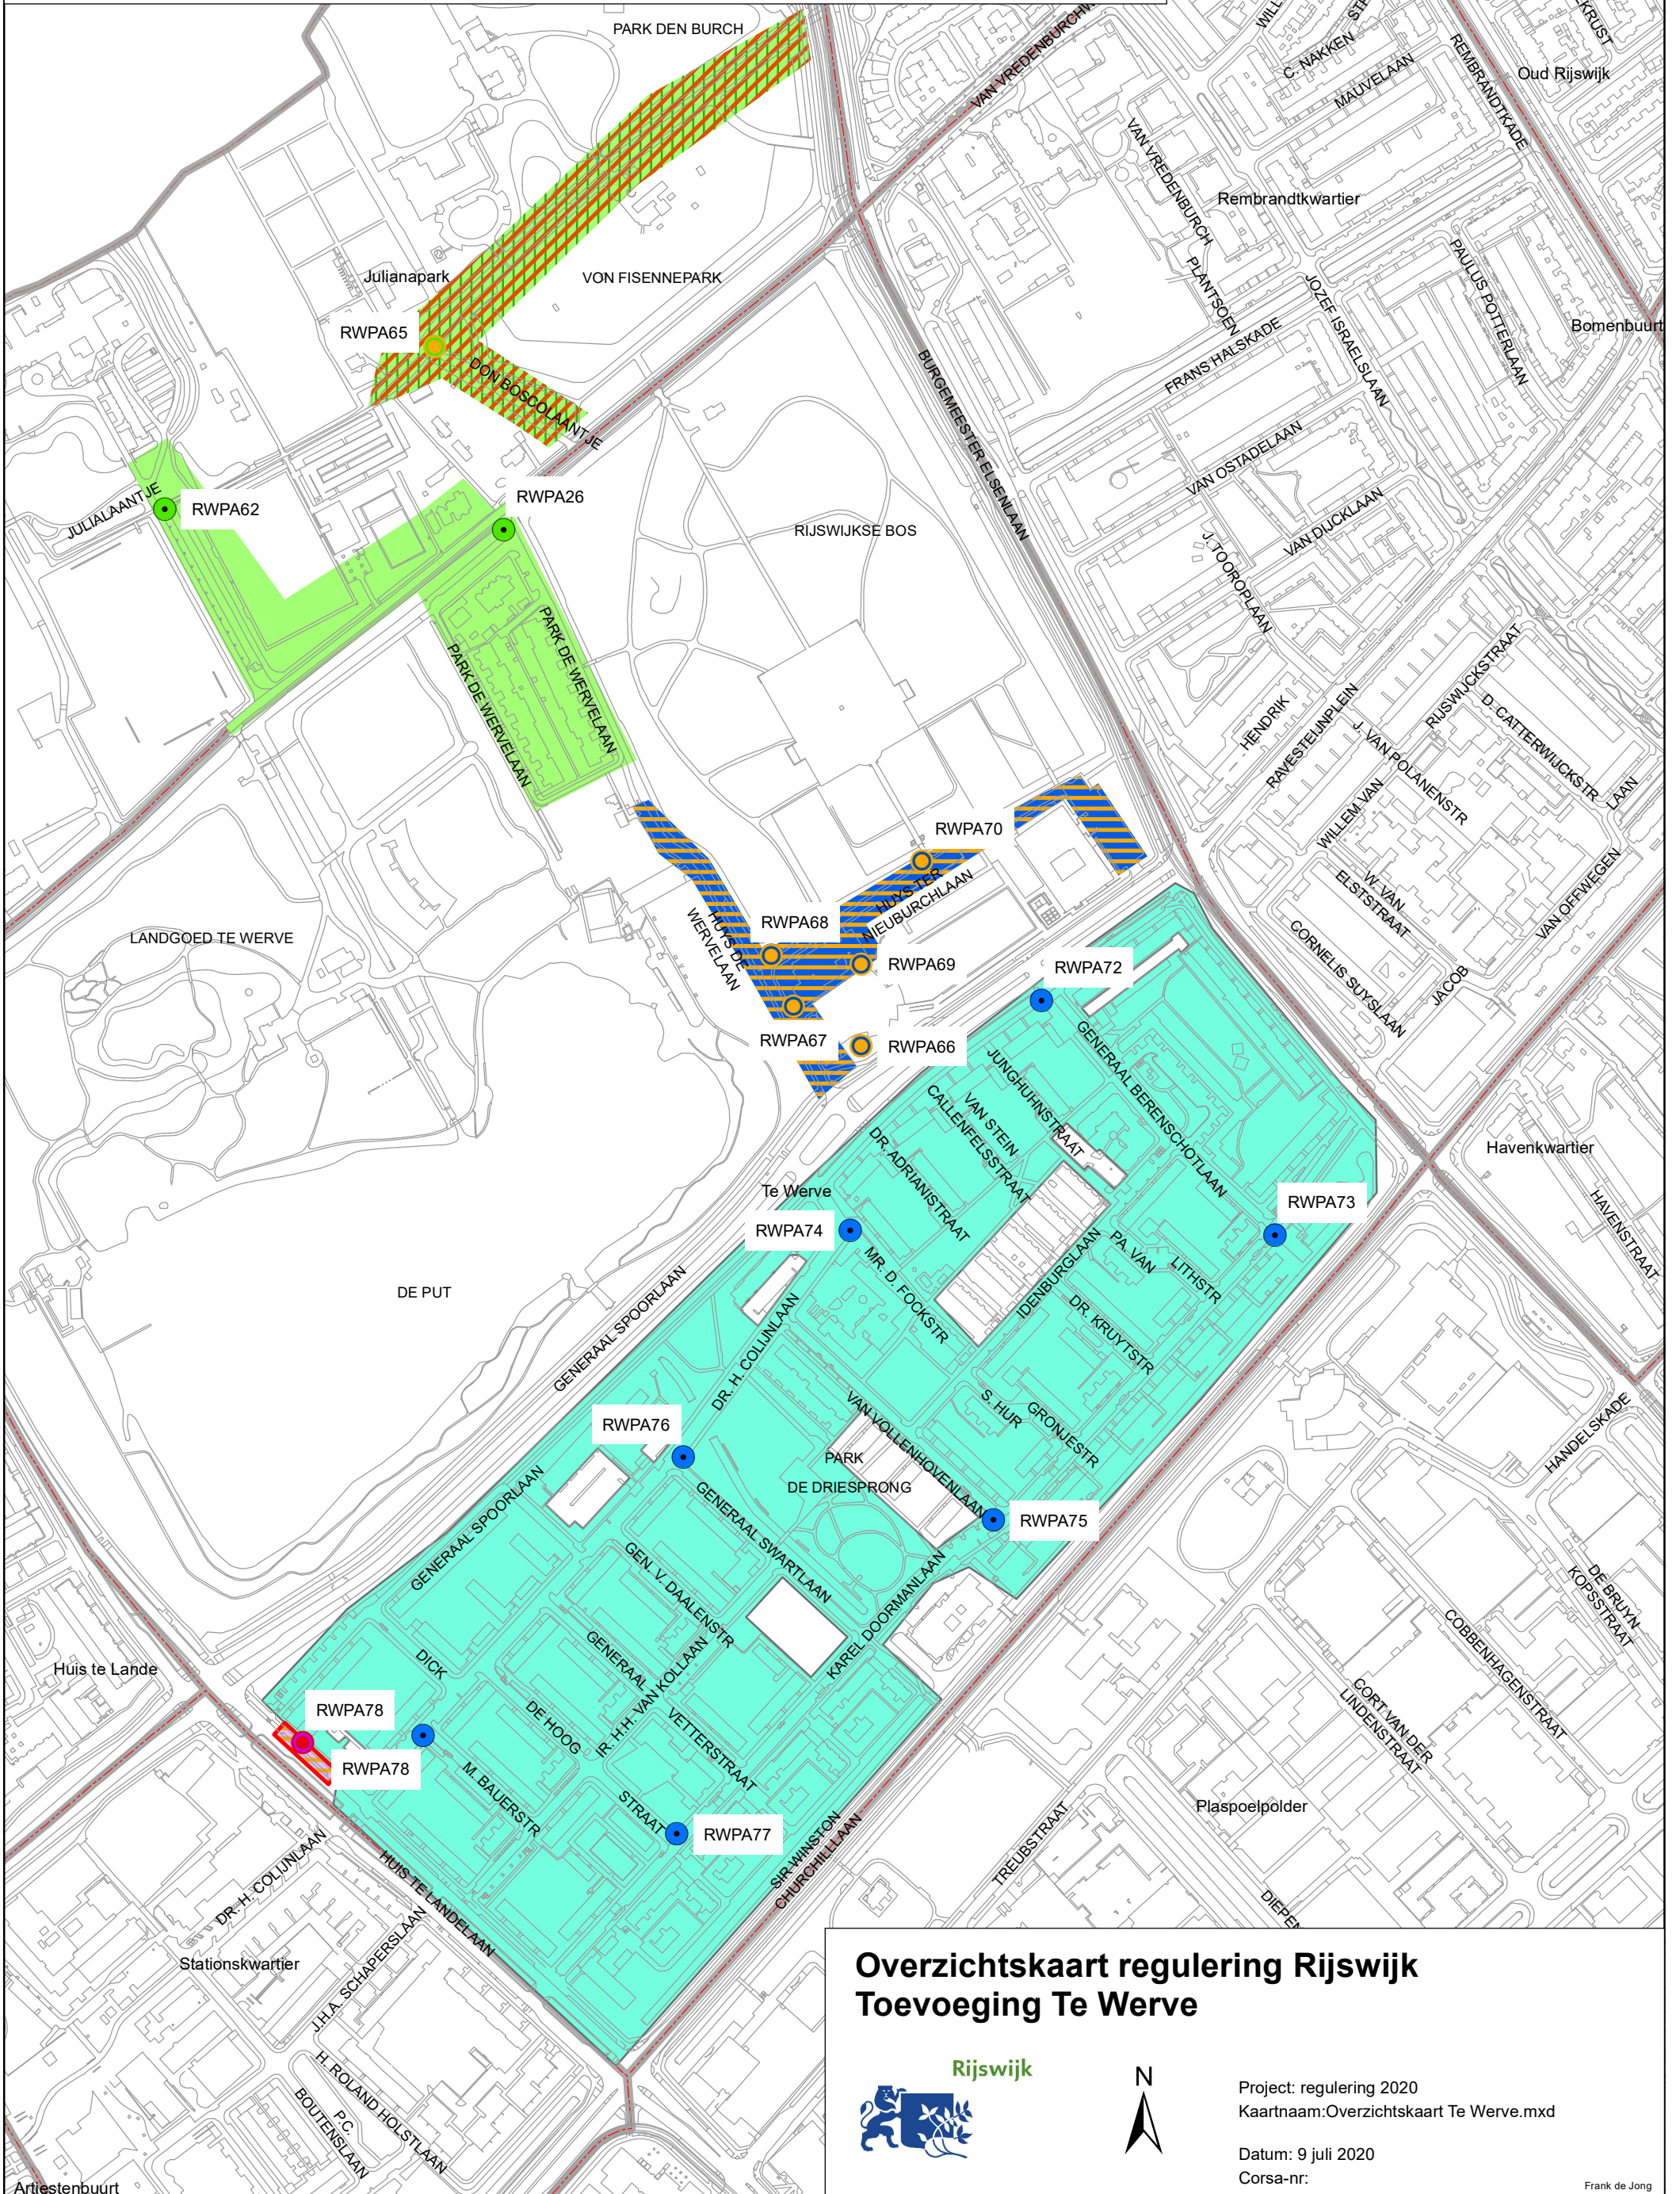 PARK DEN BURCH
VAN VREDENBURCHW
WILL
C. NAKKEN
MAUVELAAN
REMBRANDTKADE
Oud Rijswijk
VAN VREDENBURCH
PLANTSOEN
Rembrandtkwartier
PAULUS POTTERLAAN
JOZEF ISRAELSLAAN
FRANS HALSKADE
Bomenbuurt
Julianapark
VON FISENNEPARK
RWPA65
DON BOSCOLAANTJE
BURGEMEESTER ELSENLAAN
VAN OSTADELAAN
VAN DIJCKLAAN
J. TOOROPLAAN
JULIALAANTJE
RWPA62
RWPA26
RIJSWIJKSE BOS
PARK DE WERVELAAN
PARK DE WERVELAAN
HENDRIK
RAVESTEIJNPLEIN
RIJSWIJCKSTRAAT
D. CATTERWIJCKSTR
J. VAN POLANENSTR
LAAN
WILLEM VAN
W. VAN
ELSTSTRAAT
VAN OFFWEGEN
JACOB
CORNELIS SUYSLAAN
RWPA70
HUYS TER
NIEUBURCHLAAN
RWPA68
HUYS DE
WERVELAAN
RWPA69
RWPA72
LANDGOED TE WERVE
RWPA67
RWPA66
GENERAAL BERENSCHOTLAAN
JUNGHUHNSTRAAT
VAN STEIN
CALLENFELSSTRAAT
DR. ADRIANISTRAAT
Havenkwartier
HAVENSTRAAT
Te Werve
RWPA73
RWPA74
MR. D. FOCKSTR
IDENBURGLAAN
PA. VAN
LITHSTR
DR. KRUYTSTR
DE PUT
GENERAAL SPOORLAAN
DR. H. COLIJNLAAN
S. HUR
GRONJESTR
VAN VOLLENHOVENLAAN
HANDELSKADE
RWPA76
PARK
DE DRIESPRONG
RWPA75
GENERAAL SPOORLAAN
GENERAAL SWARTLAAN
GEN. V. DAALENSTR
KAREL DOORMANLAAN
DE BRUYN
KOPSSTRAAT
COBBENHAGENSTRAAT
CORT VAN DER
LINDENSTRAAT
GENERAAL
VETTERSTRAAT
IR. H.H. VAN KOLLAAN
Huis te Lande
DICK
DE HOOG
STRAAT
RWPA78
RWPA78
M. BAUERSTR
RWPA77
SIR WINSTON
CHURCHILLLAAN
Plaspoelpolder
TREUBSTRAAT
DIEPEN
DR. H. COLIJNLAAN
HUIS TE LANDELAAN
Stationskwartier
J.H.A. SCHAPERSLAAN
H. ROLAND HOLSTLAAN
P.C.
BOUTENSLAAN
Artiestenbuurt
Overzichtskaart regulering Rijswijk
Toevoeging Te Werve
Rijswijk
N
Project: regulering 2020
Kaartnaam:Overzichtskaart Te Werve.mxd
Datum: 9 juli 2020
Corsa-nr:
Frank de Jong